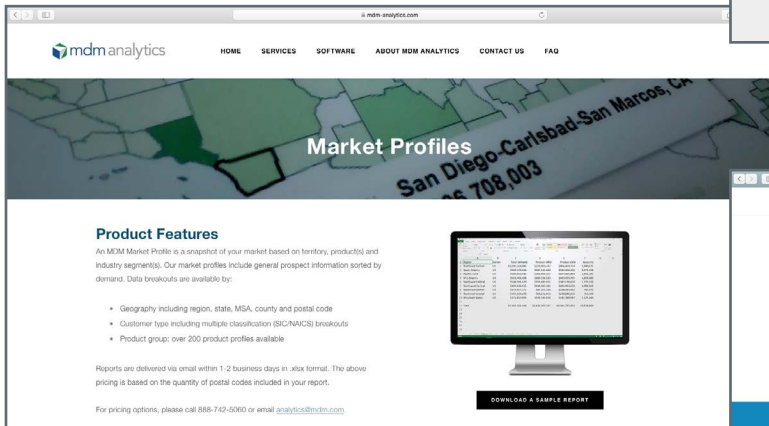 mdm-analytics.com
mdm analytics
HOME SERVICES SOFTWARE ABOUT MDM ANALYTICS CONTACT US FAQ
San Diego-Carlsbad-San Marcos, CA
708,003
Market Profiles
Product Features
An MDM Market Profile is a snapshot of your market based on territory, product(s) and
industry segment(s). Our market profiles include general prospect information sorted by
demand. Data breakouts are available by:
• Geography including region, state, MSA, county and postal code
• Customer type including multiple classification (SIC/NAICS) breakouts
• Product group: over 200 product profiles available
Reports are delivered via email within 1-2 business days in .xlsx format. The above
pricing is based on the quantity of postal codes included in your report.
For pricing options, please call 888-742-5060 or email analytics@mdm.com.
DOWNLOAD A SAMPLE REPORT